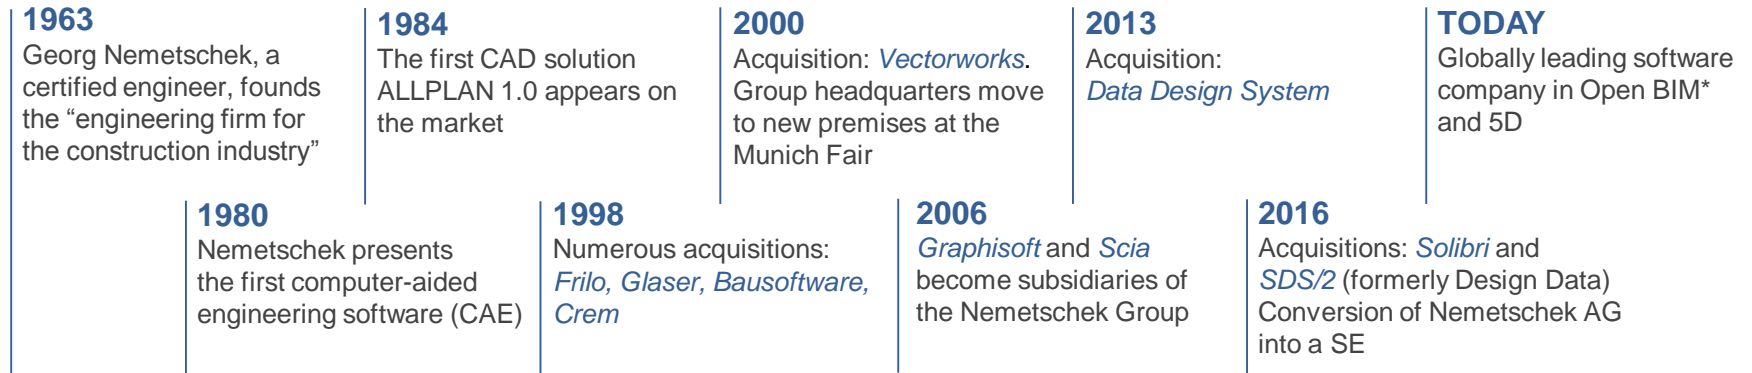 1963
Georg Nemetschek, a
certified engineer, founds
the “engineering firm for
the construction industry”
1980
Nemetschek presents
the first computer-aided
engineering software (CAE)
1984
The first CAD solution
ALLPLAN 1.0 appears on
the market
1998
Numerous acquisitions:
Frilo, Glaser, Bausoftware,
Crem
2000
Acquisition: Vectorworks.
Group headquarters move
to new premises at the
Munich Fair
2006
Graphisoft and Scia
become subsidiaries of
the Nemetschek Group
2013
Acquisition:
Data Design System
2016
Acquisitions: Solibri and
SDS/2 (formerly Design Data)
Conversion of Nemetschek AG
into a SE
TODAY
Globally leading software
company in Open BIM*
and 5D